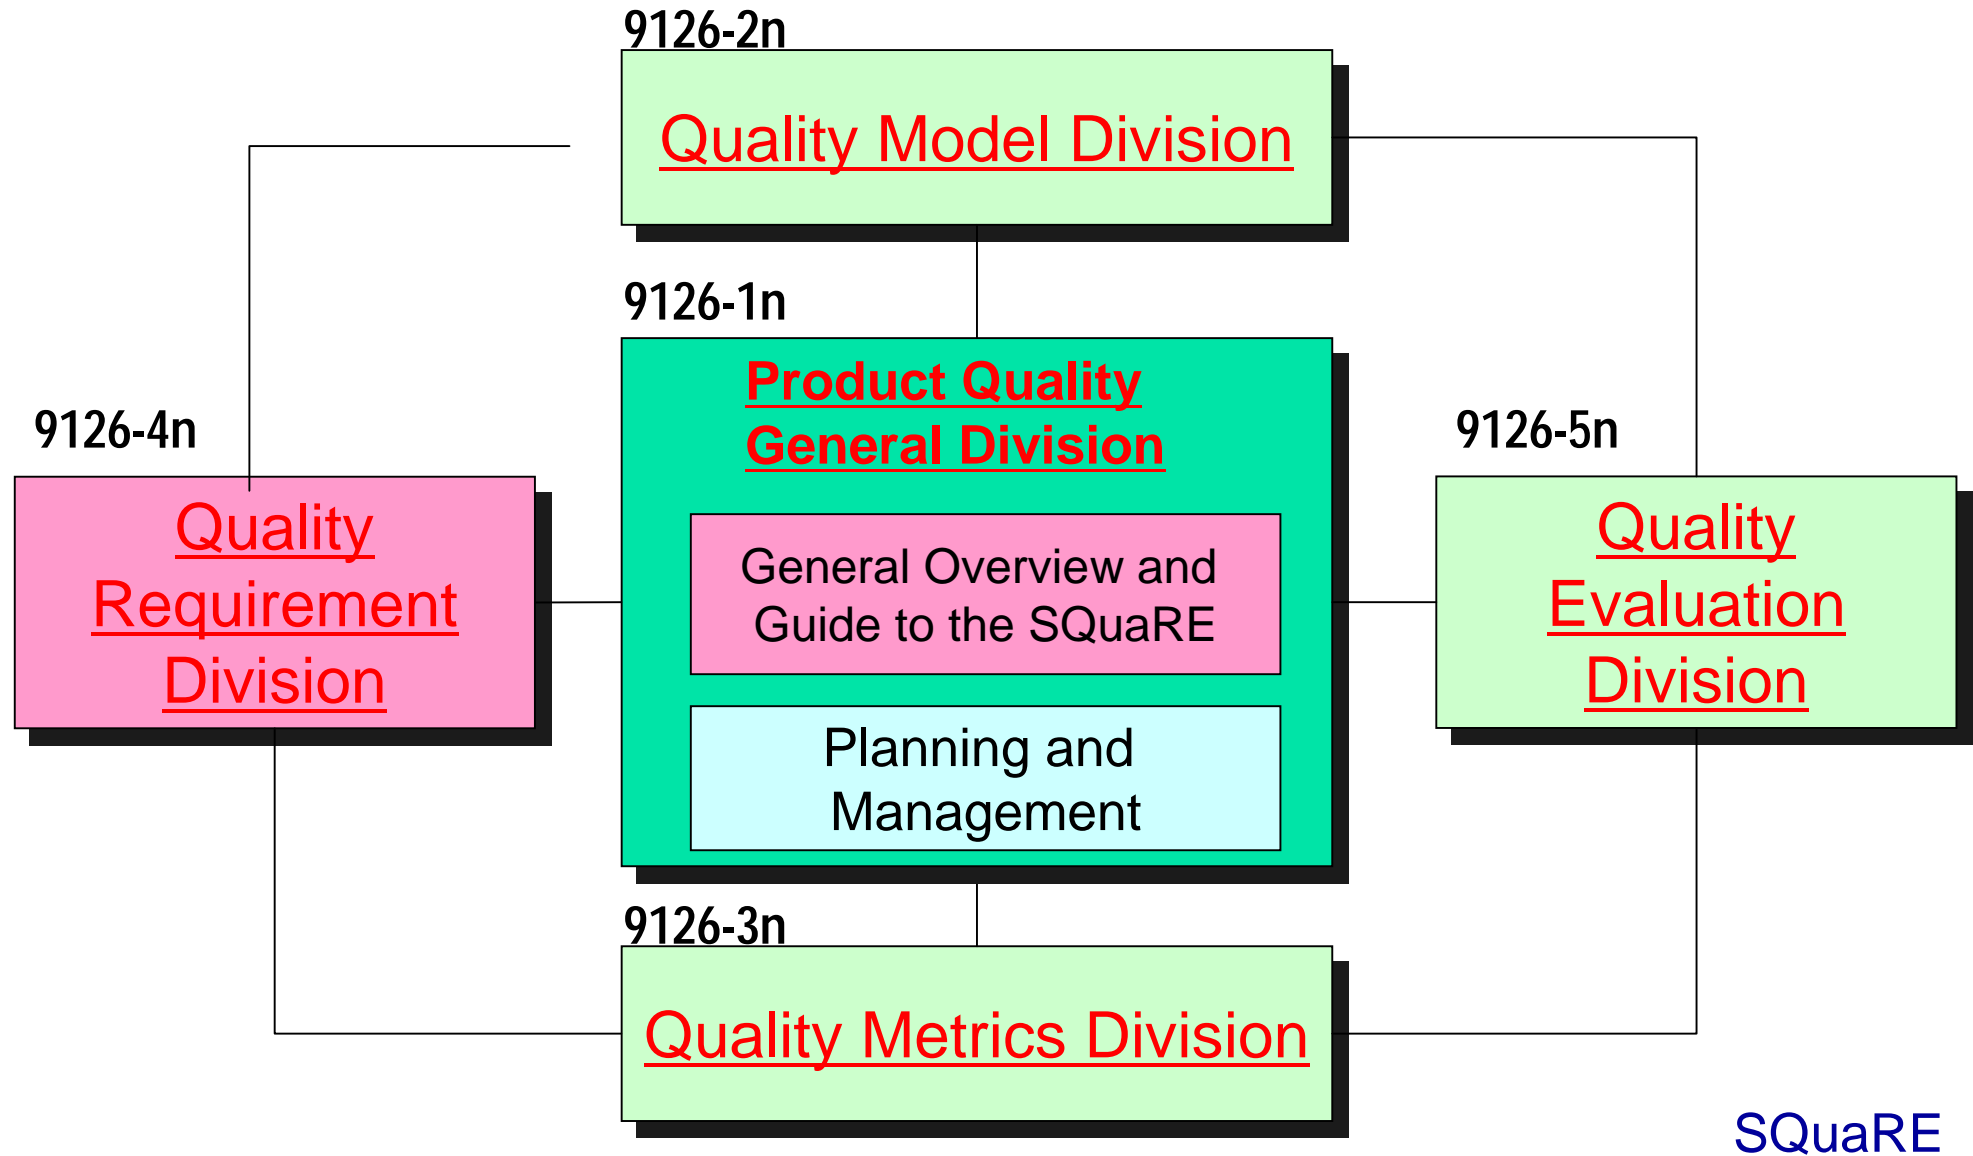 9126-2n
Quality Model Division
9126-1n
Product Quality
General Division
General Overview and
Guide to the SQuaRE
Planning and
Management
9126-4n
Quality
Requirement
Division
9126-5n
Quality
Evaluation
Division
9126-3n
Quality Metrics Division
SQuaRE